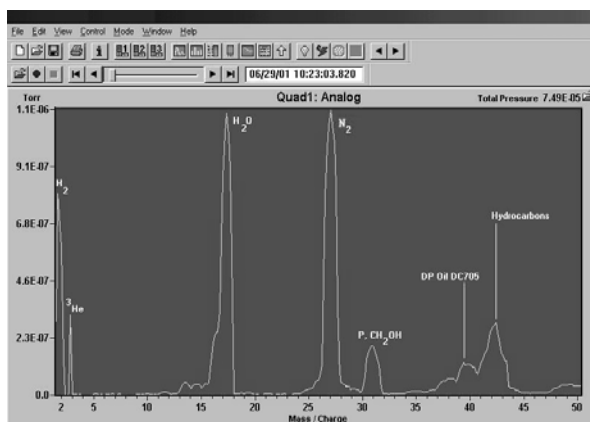 File Edit View Control Mode Window Help
06/29/01 10:23:03.820
Torr Quad1: Analog Total Pressure 7.49E-05
1.1E-06
9.1E-07
6.8E-07
4.6E-07
2.3E-07
0.0
H2
3He
H2O
N2
P. CH2OH
DP Oil DC705
Hydrocarbons
2 5 10 15 20 25 30 35 40 45 50
Mass / Charge